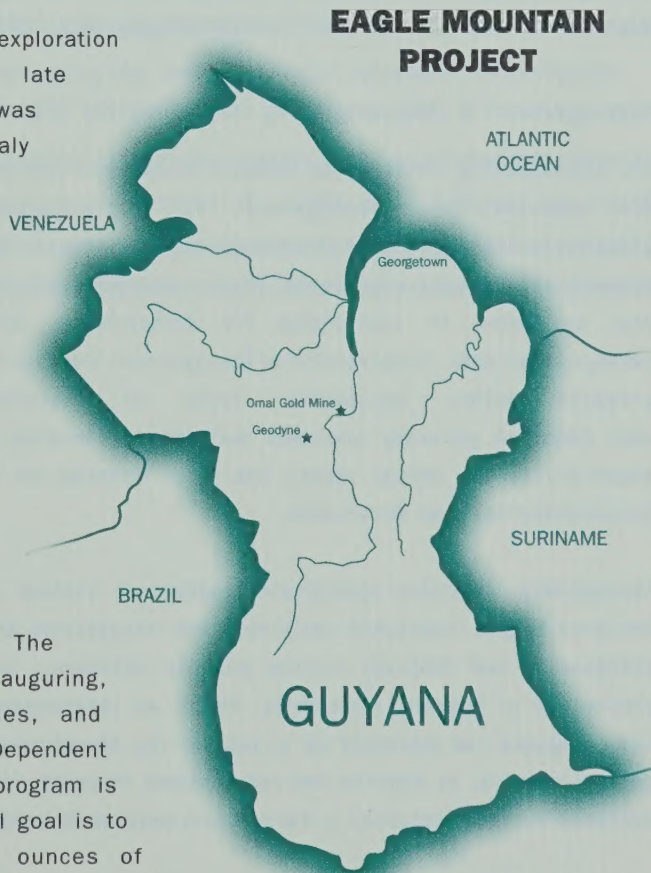 EAGLE MOUNTAIN
PROJECT
exploration
late
was
aly
ATLANTIC
OCEAN
VENEZUELA
Georgetown
Omal Gold Mine
Geodyne
SURINAME
BRAZIL
The
auguring,
es, and
Dependent
program is
l goal is to
ounces of
GUYANA